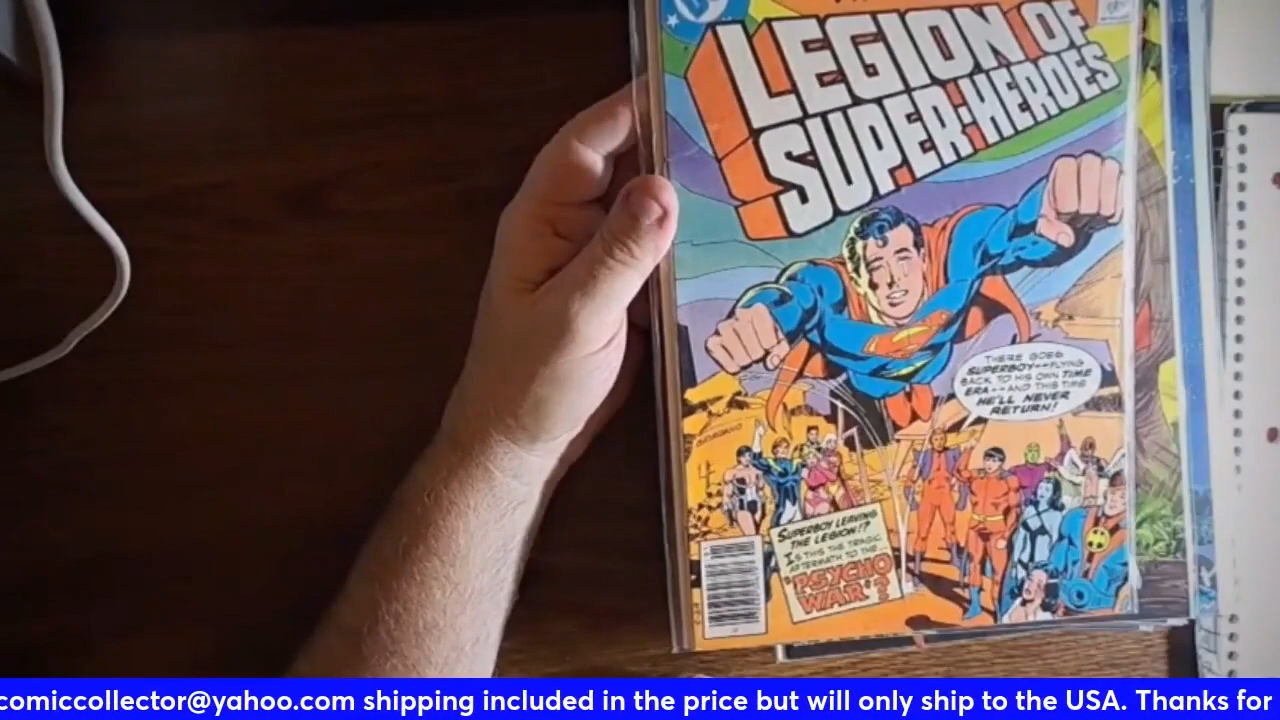 LEGION OF
SUPER-HEROES
THERE GOES
SUPERBOY--FLYING
BACK TO HIS OWN TIME
ERA--AND THIS TIME
HE'LL NEVER
RETURN!
GIORDANO
SUPERBOY LEAVING
THE LEGION!?
IS THIS THE TRAGIC
AFTERMATH TO THE...
"PSYCHO
WAR"?
comiccollector@yahoo.com shipping included in the price but will only ship to the USA. Thanks for